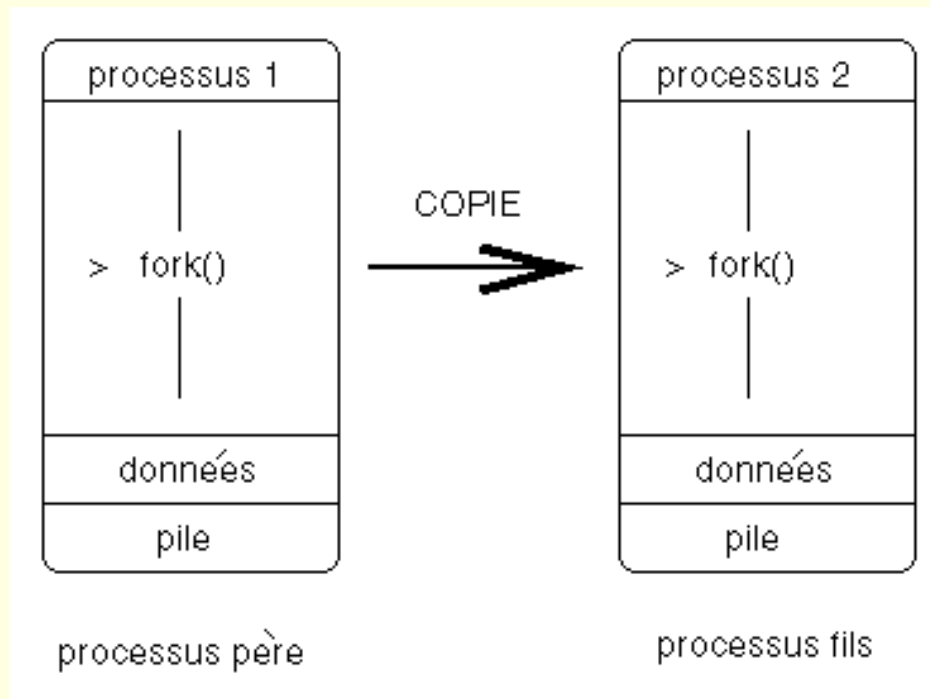 processus 1
processus 2
COPIE
> fork()
> fork()
données
données
pile
pile
processus père
processus fils